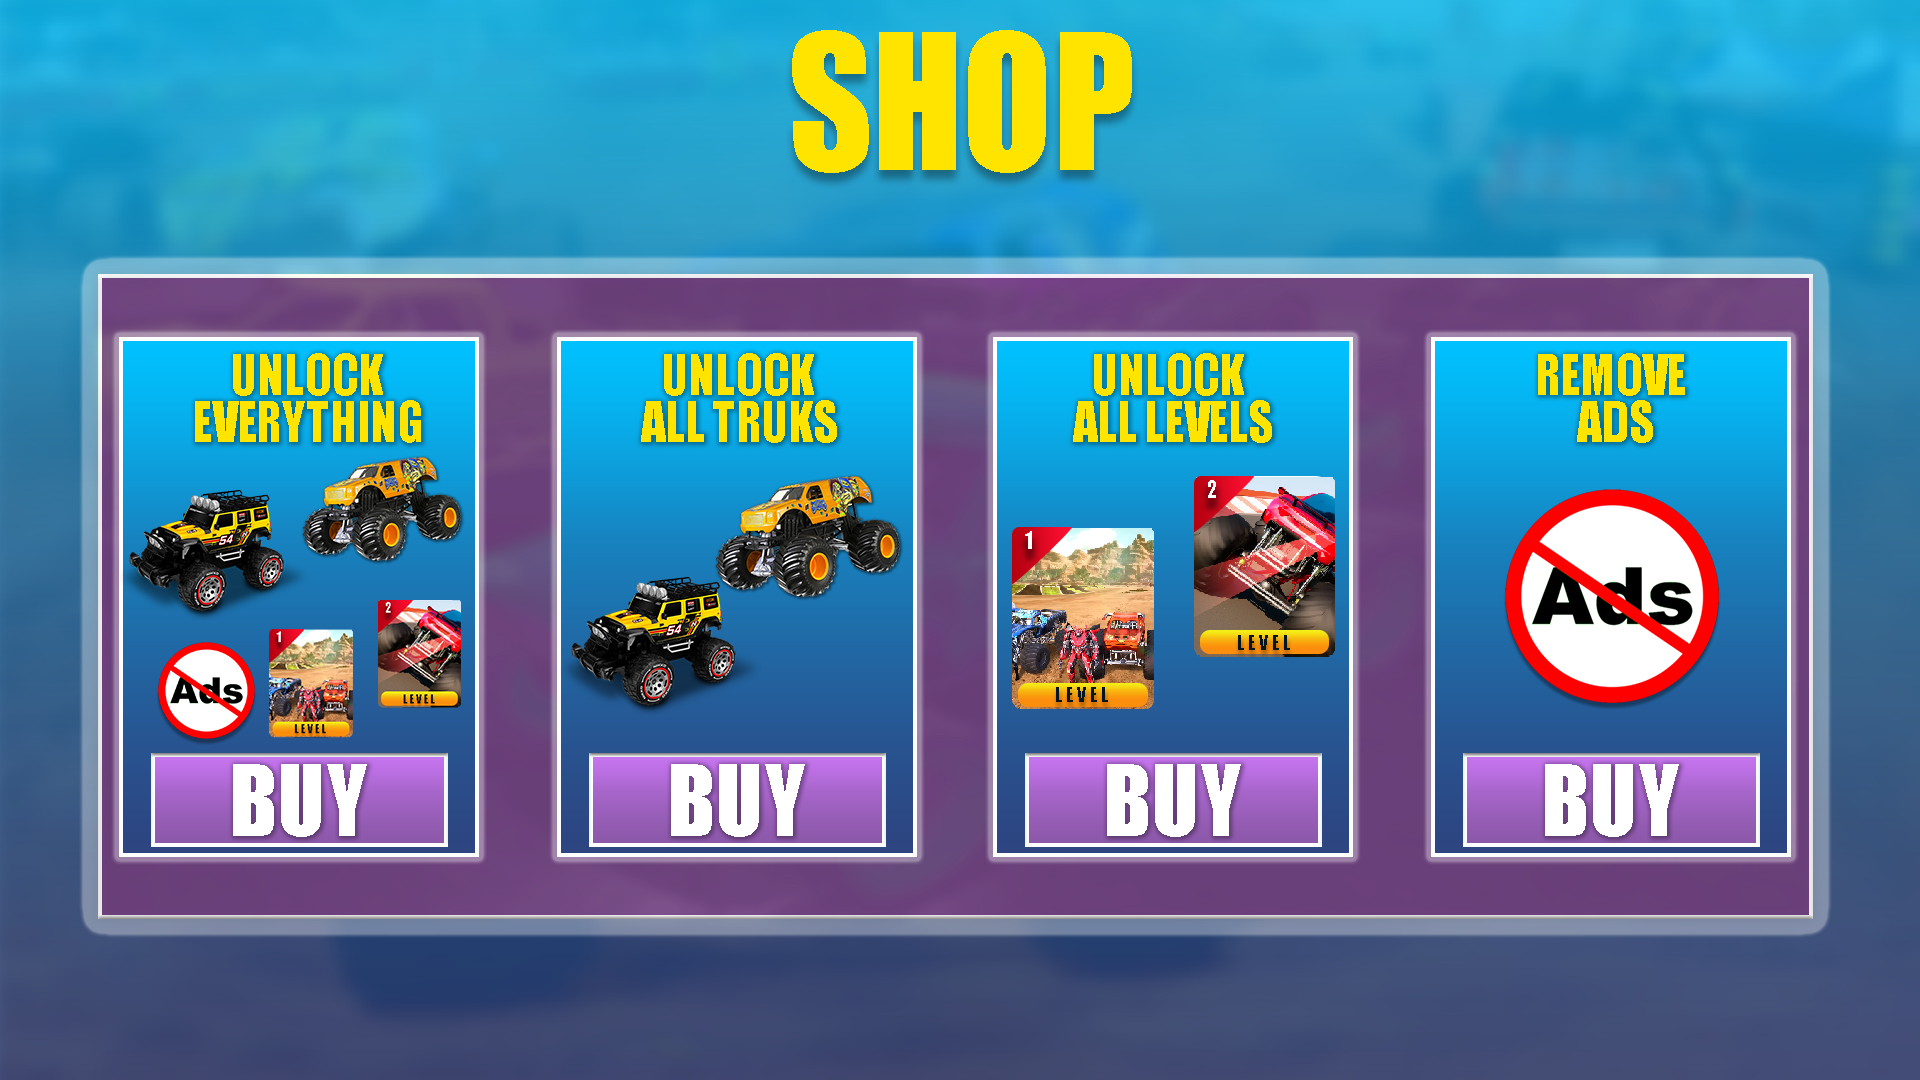 SHOP
UNLOCK
EVERYTHING
54
Ads
1
LEVEL
2
LEVEL
BUY
UNLOCK
ALL TRUKS
54
BUY
UNLOCK
ALL LEVELS
1
LEVEL
2
LEVEL
BUY
REMOVE
ADS
Ads
BUY